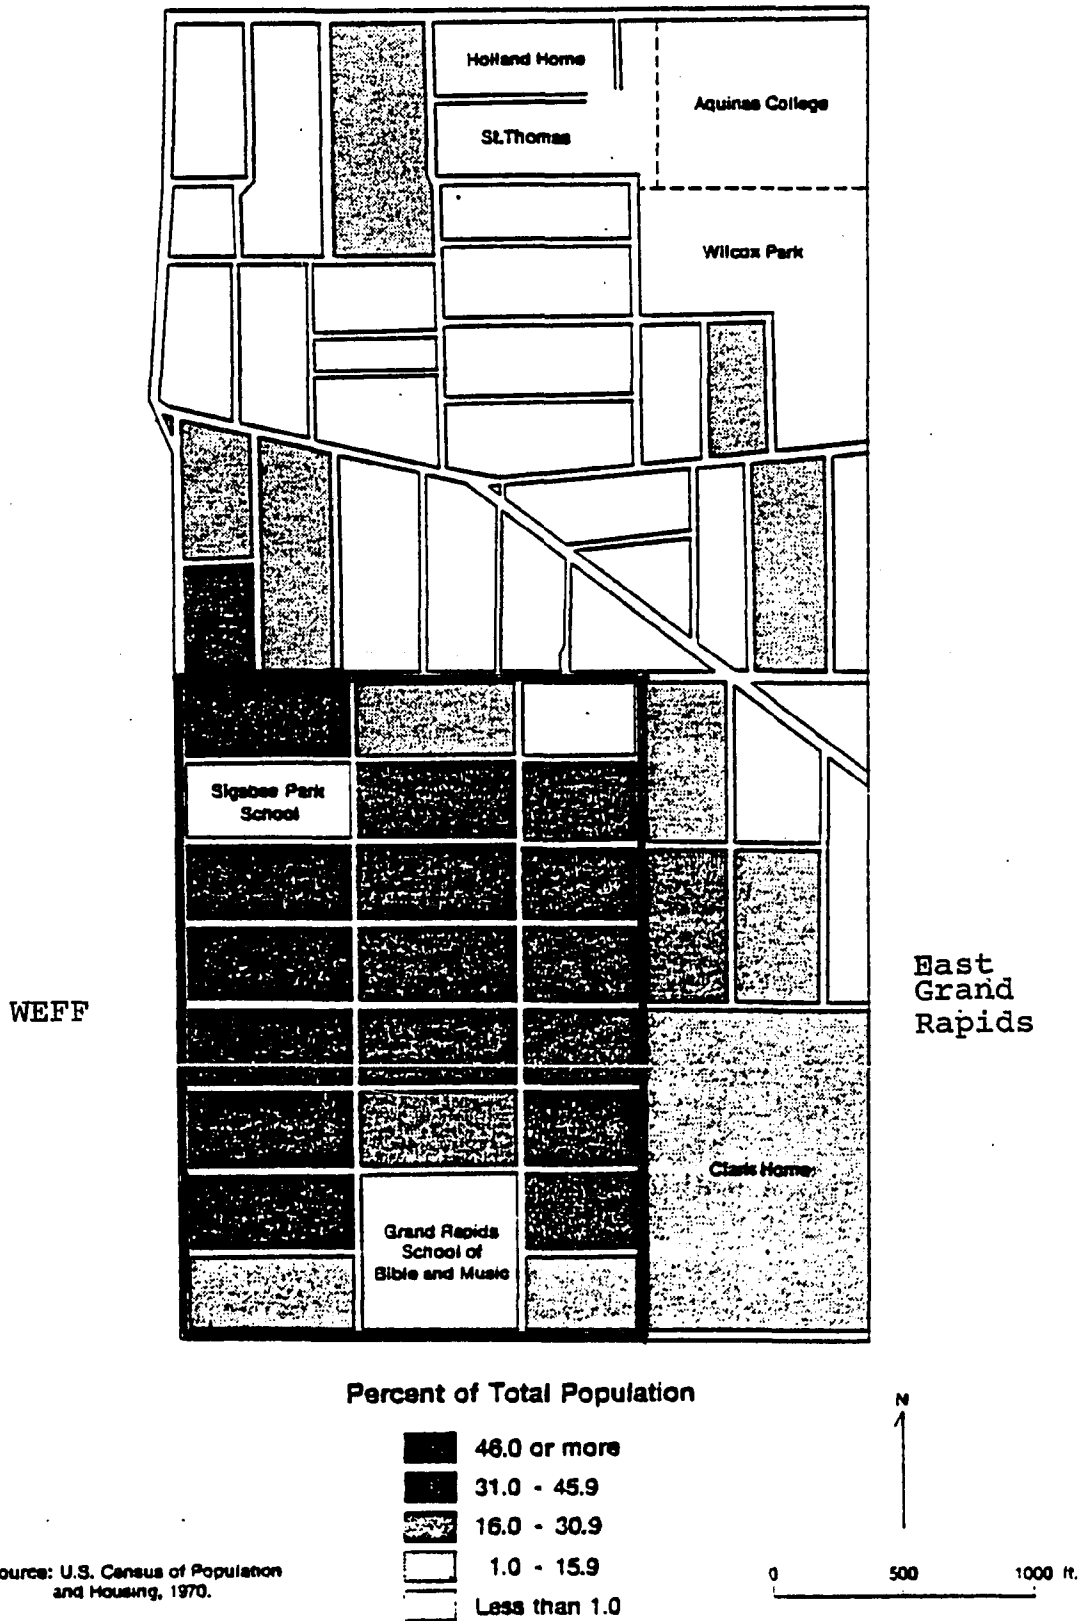 Holland Home
Aquinas College
St.Thomas
Wilcox Park
Sigsbee Park
School
WEFF
East
Grand
Rapids
Clark Home
Grand Rapids
School of
Bible and Music
Percent of Total Population
46.0 or more
31.0 - 45.9
16.0 - 30.9
1.0 - 15.9
Less than 1.0
N
ource: U.S. Census of Population
and Housing, 1970.
0 500 1000 ft.